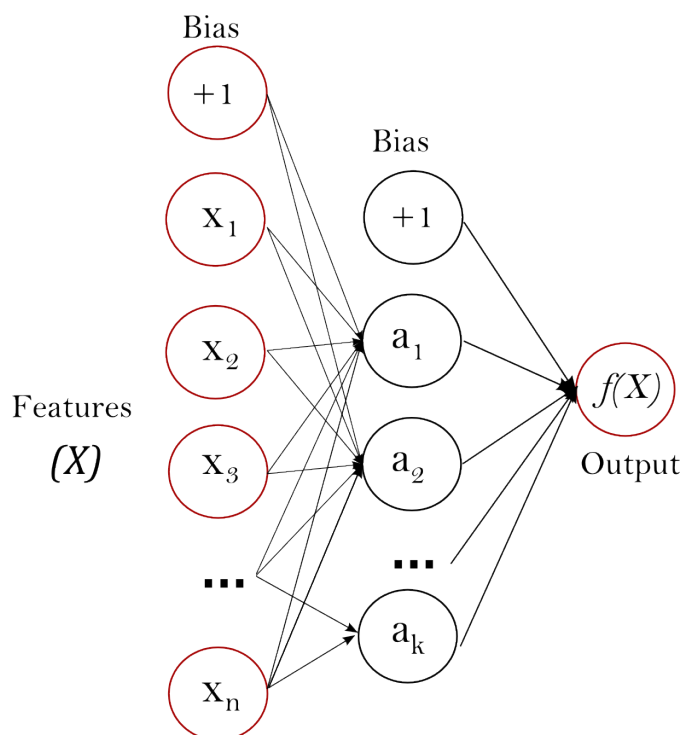 Bias
+1
x1
x2
x3
...
xn
Features
(X)
Bias
+1
a1
a2
...
ak
f(X)
Output